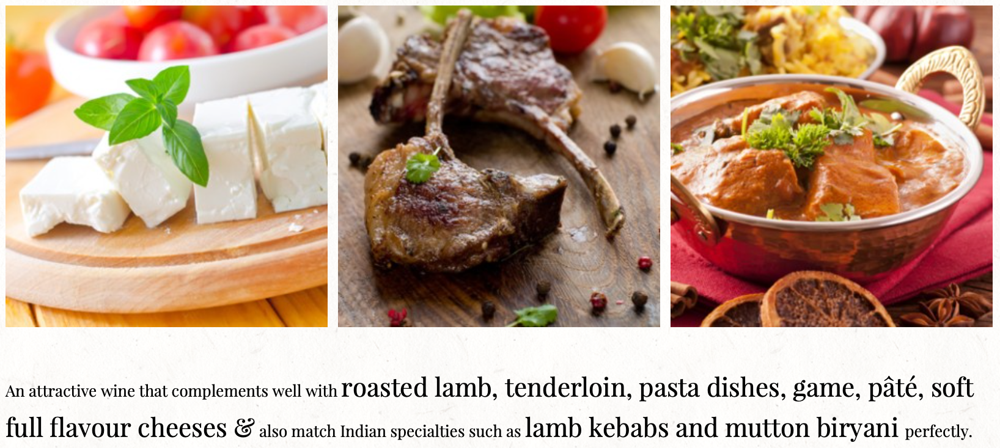 An attractive wine that complements well with roasted lamb, tenderloin, pasta dishes, game, pâté, soft
full flavour cheeses & also match Indian specialties such as lamb kebabs and mutton biryani perfectly.